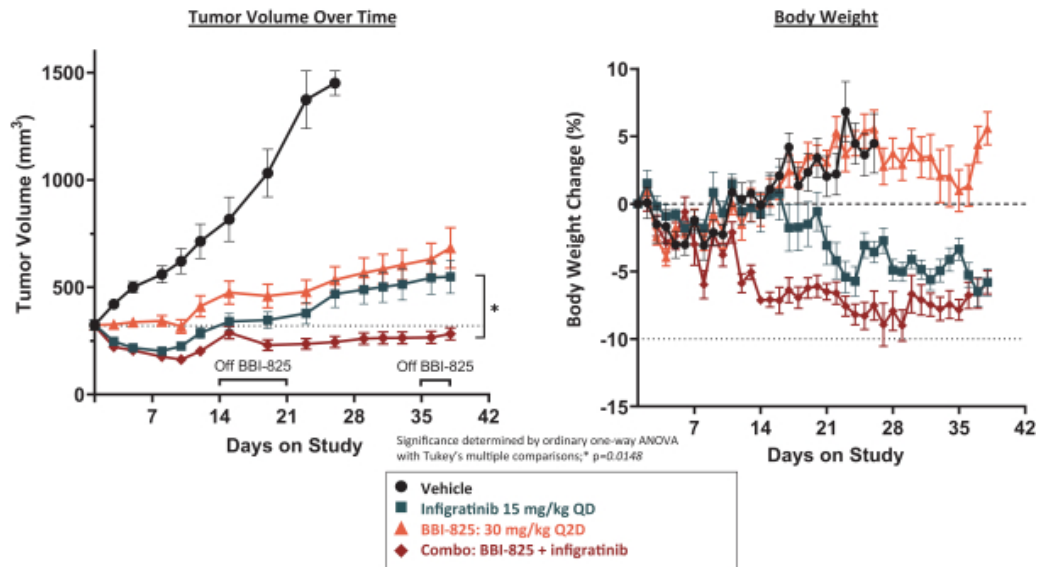 Tumor Volume Over Time
Tumor Volume (mm³)
1500
1000
500
0
*
Off BBI-825
Off BBI-825
7
14
21
28
35
42
Days on Study
Body Weight
Body Weight Change (%)
10
5
0
-5
-10
-15
7
14
21
28
35
42
Days on Study
Significance determined by ordinary one-way ANOVA
with Tukey's multiple comparisons;* p=0.0148
Vehicle
Infigratinib 15 mg/kg QD
BBI-825: 30 mg/kg Q2D
Combo: BBI-825 + infigratinib